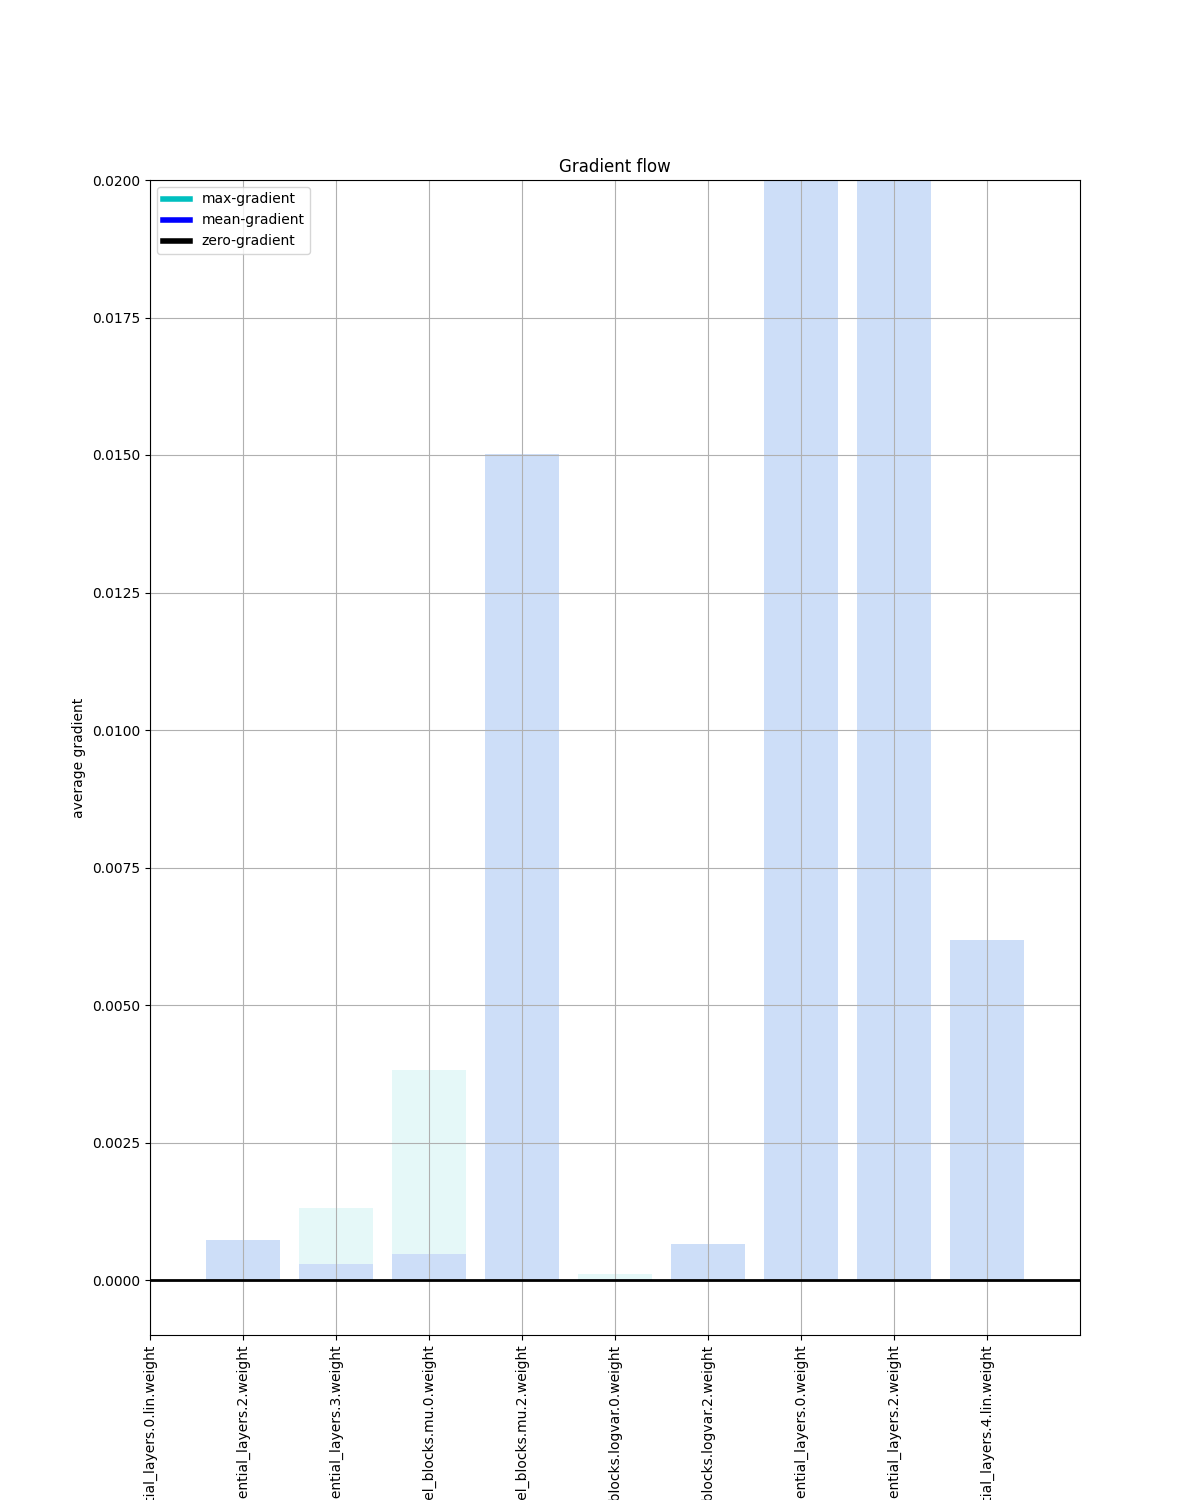 Gradient flow
max-gradient
mean-gradient
zero-gradient
0.0200
0.0175
0.0150
0.0125
0.0100
0.0075
0.0050
0.0025
0.0000
average gradient
tial_layers.0.lin.weight
ential_layers.2.weight
ential_layers.3.weight
el_blocks.mu.0.weight
el_blocks.mu.2.weight
blocks.logvar.0.weight
blocks.logvar.2.weight
ential_layers.0.weight
ential_layers.2.weight
tial_layers.4.lin.weight